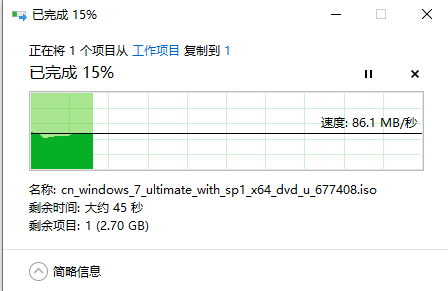 已完成 15%
正在将 1 个项目从 工作项目 复制到 1
已完成 15%
速度: 86.1 MB/秒
名称: cn_windows_7_ultimate_with_sp1_x64_dvd_u_677408.iso
剩余时间: 大约 45 秒
剩余项目: 1 (2.70 GB)
简略信息